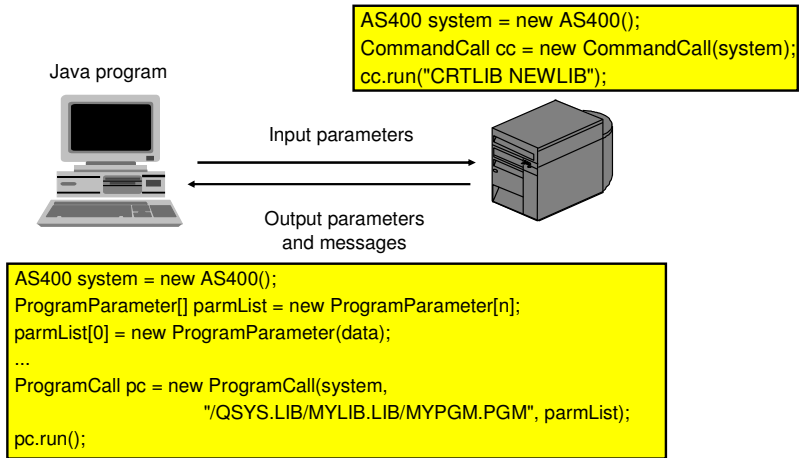 AS400 system = new AS400();
CommandCall cc = new CommandCall(system);
cc.run("CRTLIB NEWLIB");
Java program
Input parameters
Output parameters
and messages
AS400 system = new AS400();
ProgramParameter[] parmList = new ProgramParameter[n];
parmList[0] = new ProgramParameter(data);
...
ProgramCall pc = new ProgramCall(system,
"/QSYS.LIB/MYLIB.LIB/MYPGM.PGM", parmList);
pc.run();